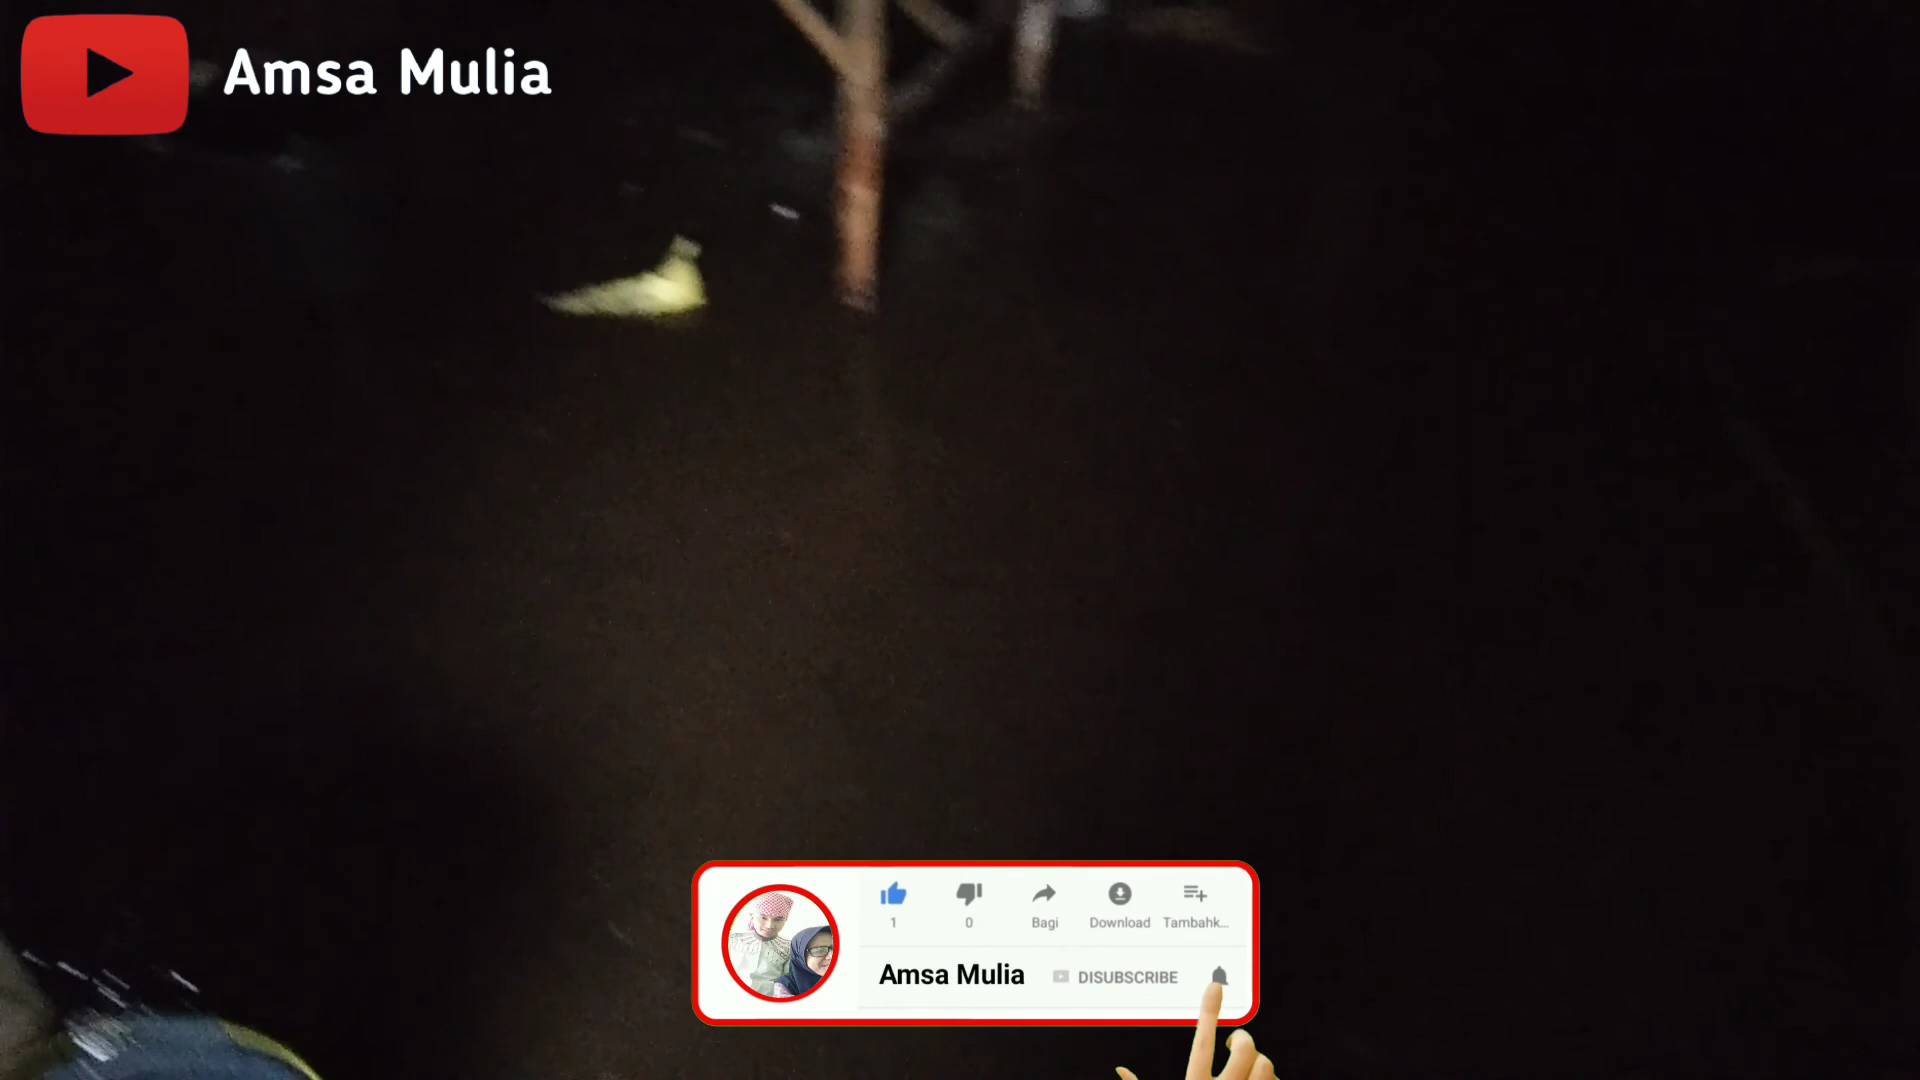 Amsa Mulia
1
0
Bagi
Download
Tambahk...
Amsa Mulia
DISUBSCRIBE